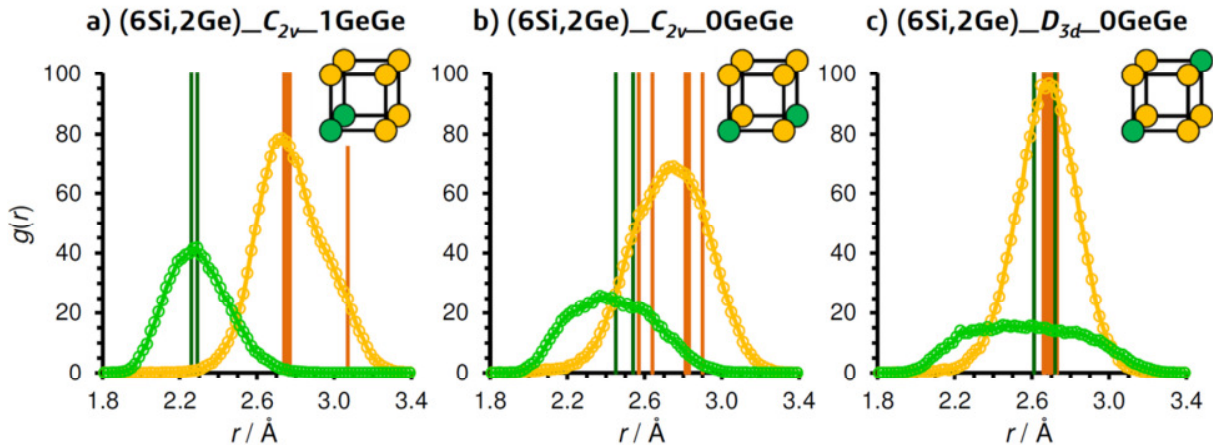 a) (6Si,2Ge)_C2v_1GeGe
b) (6Si,2Ge)_C2v_0GeGe
c) (6Si,2Ge)_D3d_0GeGe
g(r)
100
80
60
40
20
0
1.8 2.2 2.6 3.0 3.4
r / Å
100
80
60
40
20
0
1.8 2.2 2.6 3.0 3.4
r / Å
100
80
60
40
20
0
1.8 2.2 2.6 3.0 3.4
r / Å